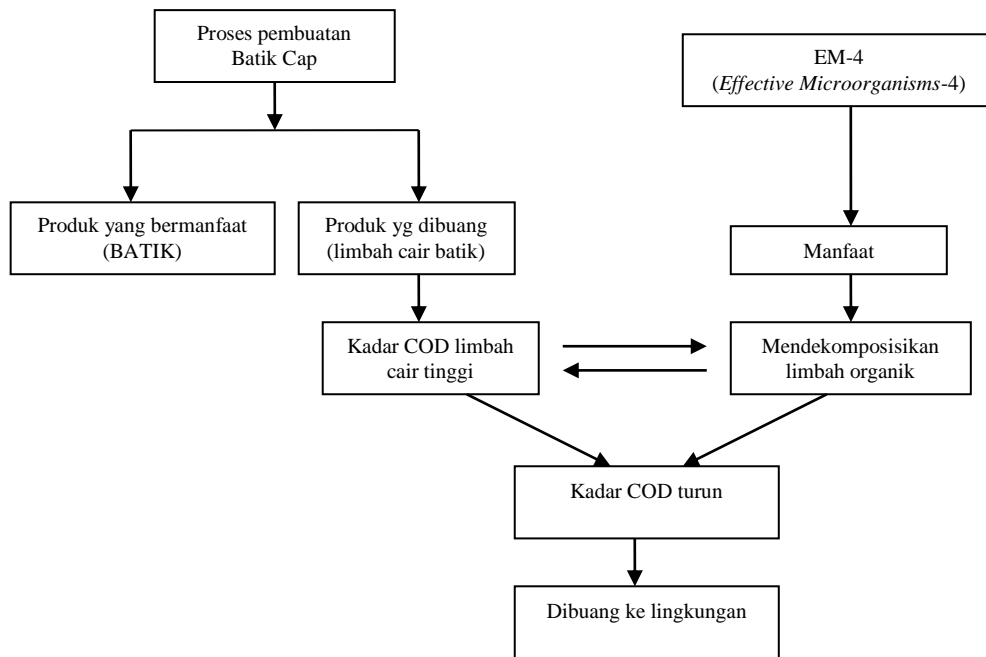 Proses pembuatan
Batik Cap
EM-4
(Effective Microorganisms-4)
Produk yang bermanfaat
(BATIK)
Produk yg dibuang
(limbah cair batik)
Manfaat
Kadar COD limbah
cair tinggi
Mendekomposisikan
limbah organik
Kadar COD turun
Dibuang ke lingkungan